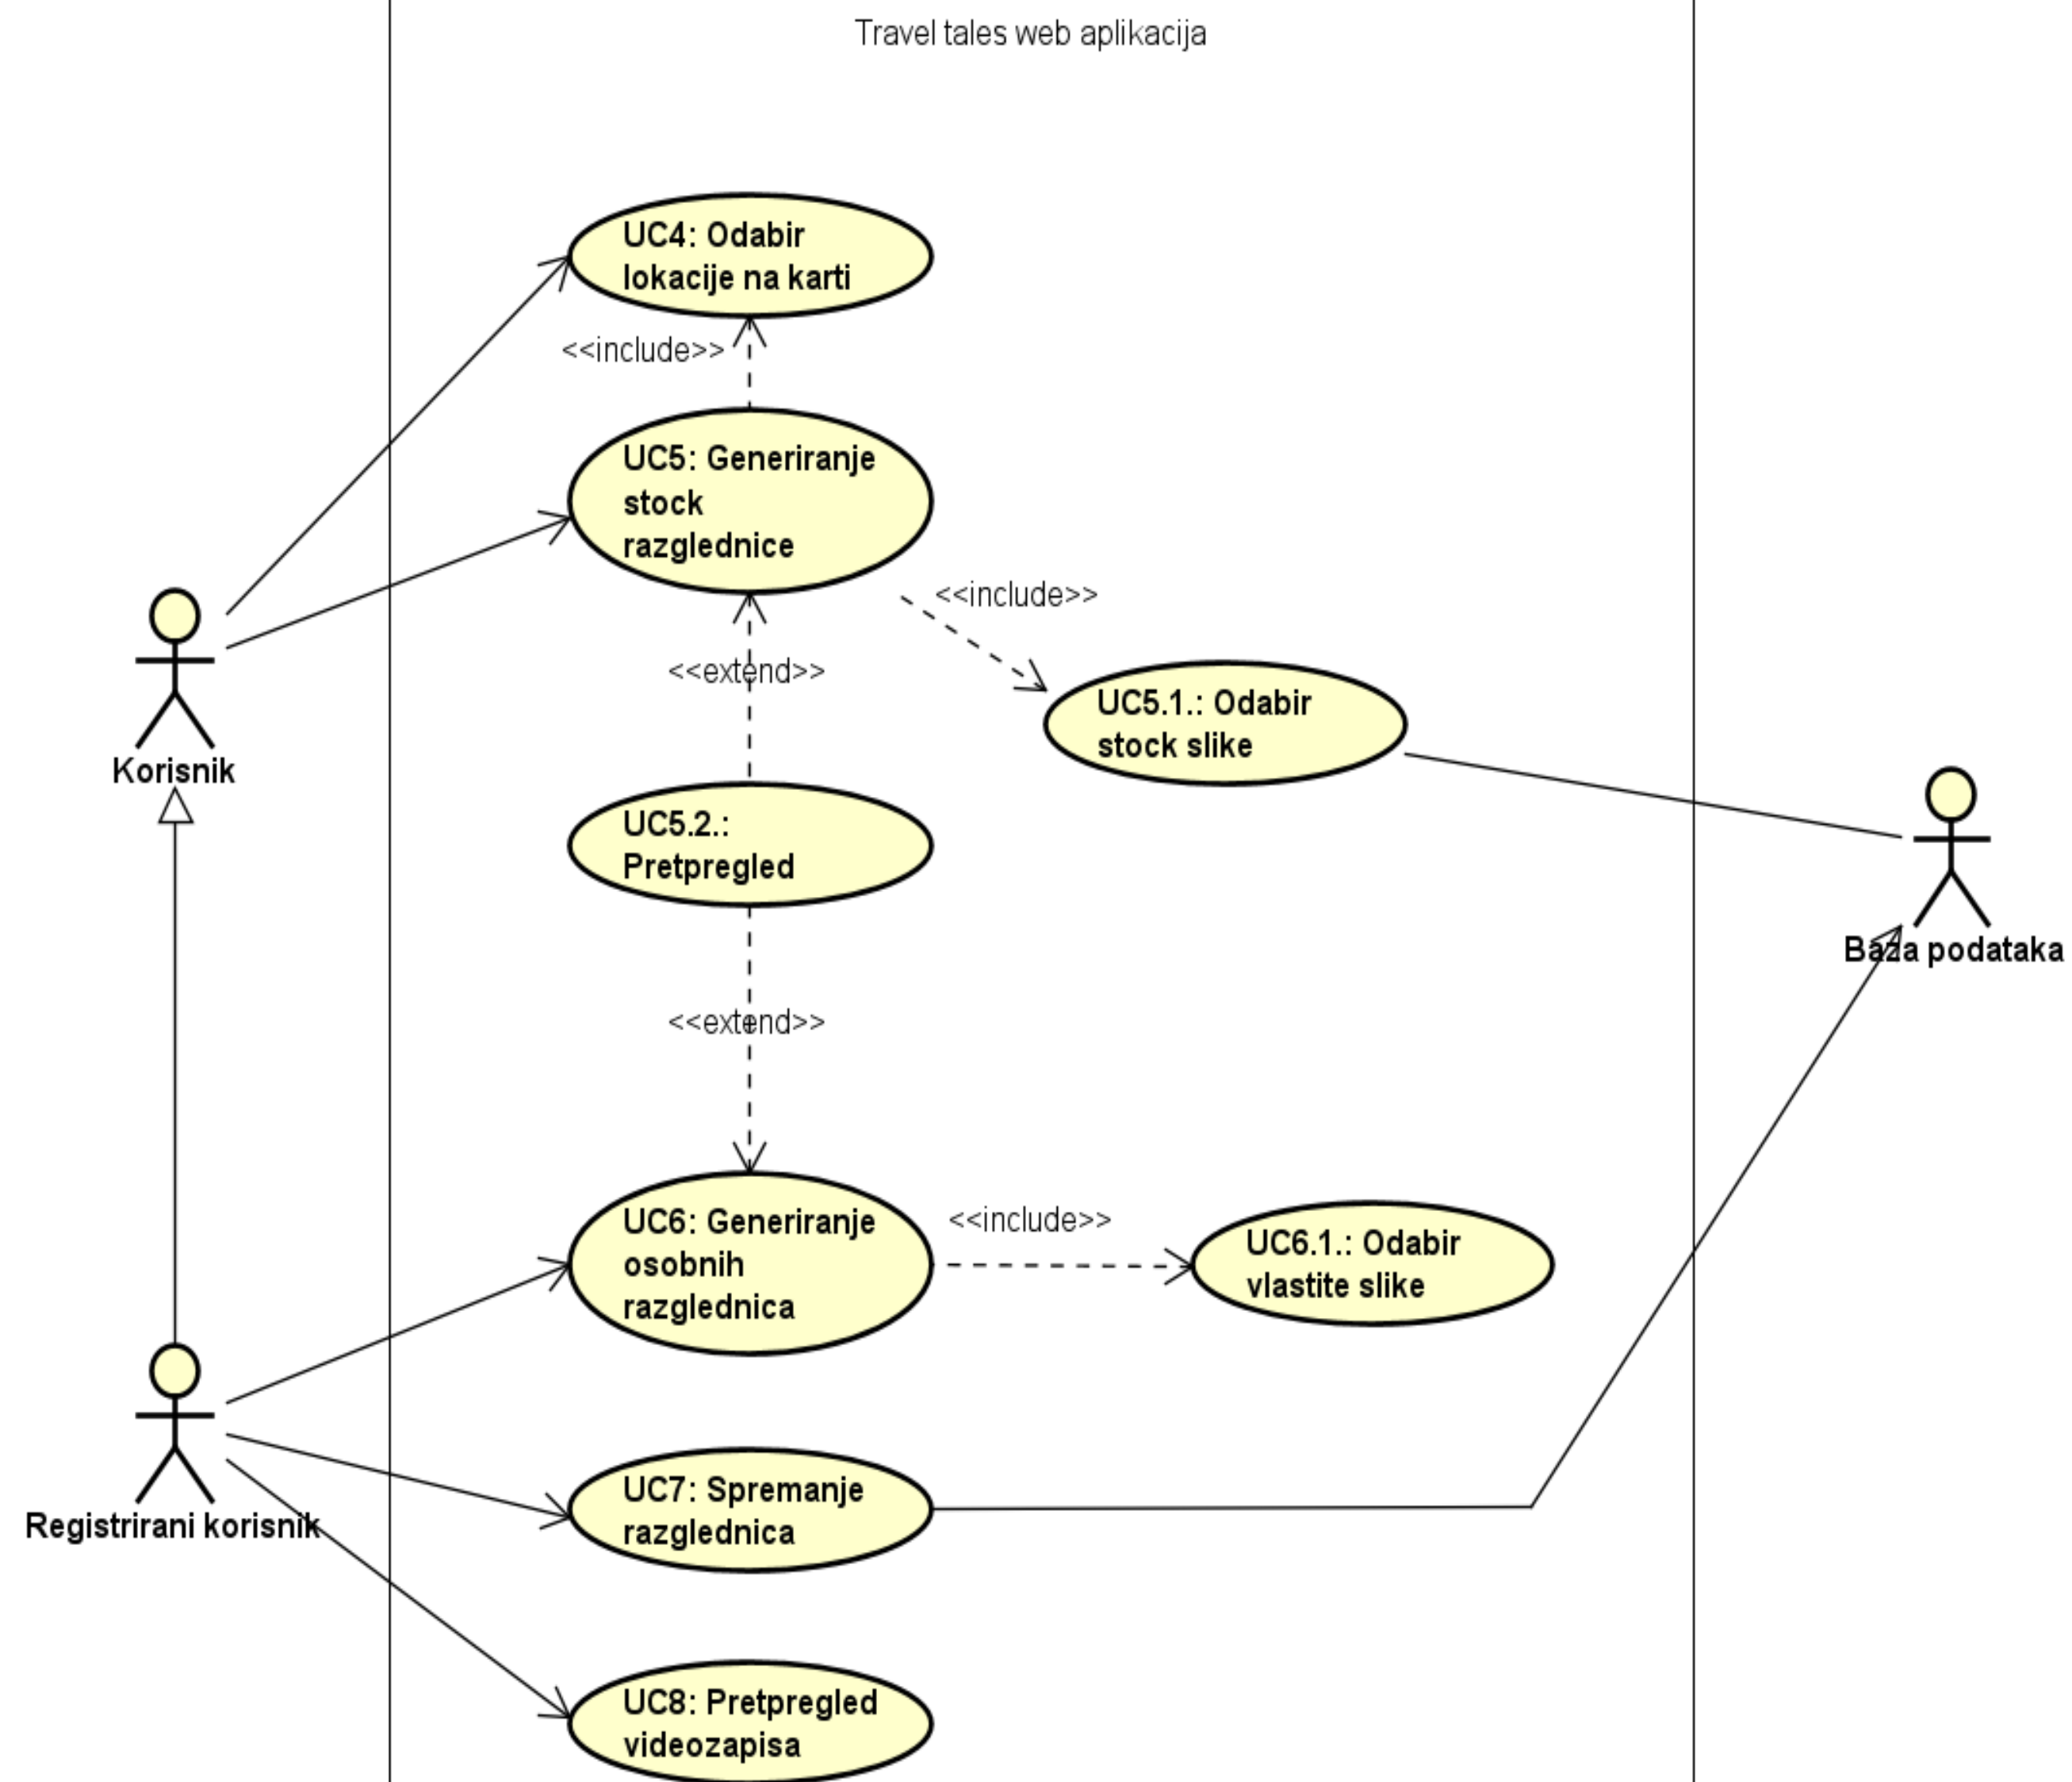 Travel tales web aplikacija
UC4: Odabir
lokacije na karti
<<include>>
UC5: Generiranje
stock
razglednice
<<include>>
<<extend>>
UC5.1.: Odabir
stock slike
Korisnik
UC5.2.:
Pretpregled
Baza podataka
<<extend>>
UC6: Generiranje
osobnih
razglednica
<<include>>
UC6.1.: Odabir
vlastite slike
Registrirani korisnik
UC7: Spremanje
razglednica
UC8: Pretpregled
videozapisa